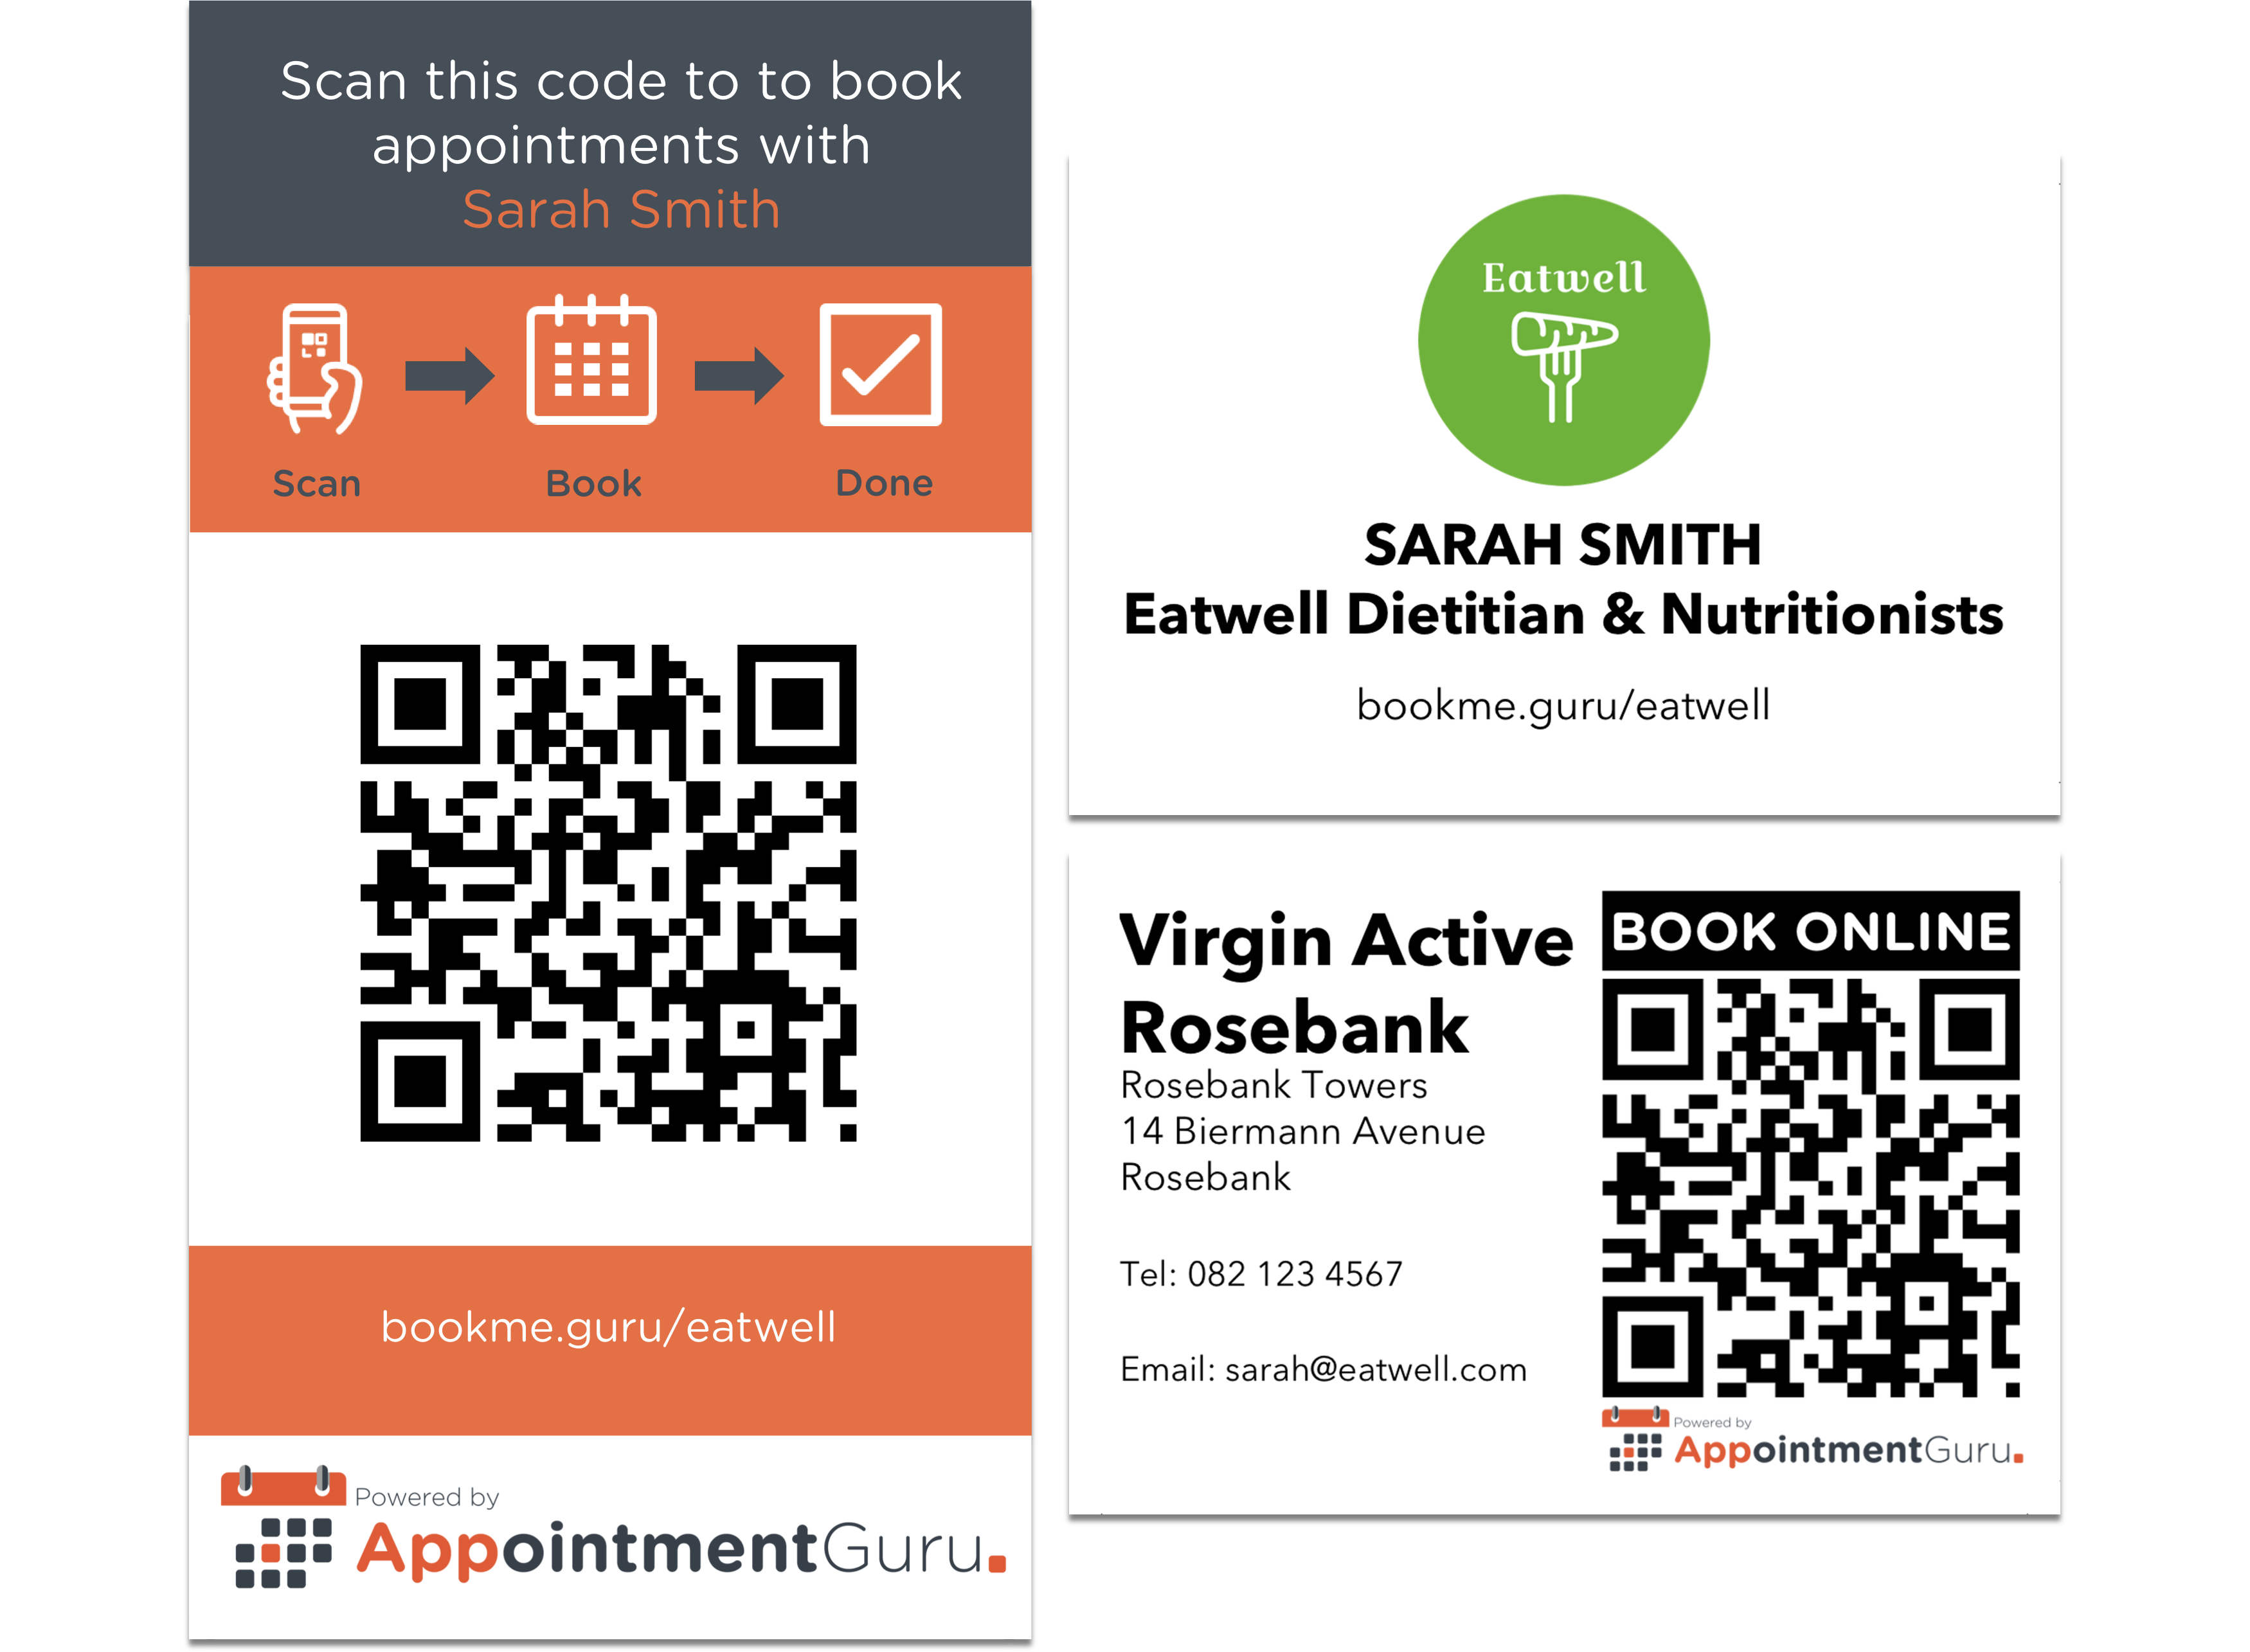 Scan this code to to book
appointments with
Sarah Smith
Scan Book Done
bookme.guru/eatwell
Powered by
AppointmentGuru.
Eatwell
SARAH SMITH
Eatwell Dietitian & Nutritionists
bookme.guru/eatwell
Virgin Active
Rosebank
Rosebank Towers
14 Biermann Avenue
Rosebank
Tel: 082 123 4567
Email: sarah@eatwell.com
BOOK ONLINE
Powered by
AppointmentGuru.